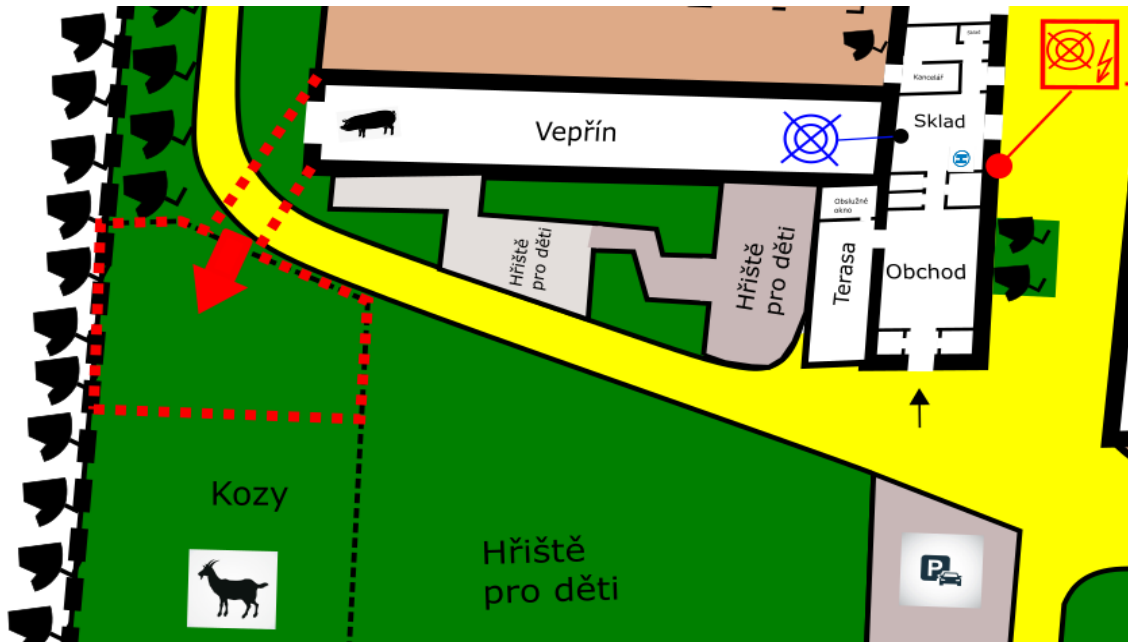 Kancelář
Sklad
Vepřín
H
Obslužné
okno
Hřiště
pro děti
Hřiště
pro děti
Terasa
Obchod
Kozy
Hřiště
pro děti
P